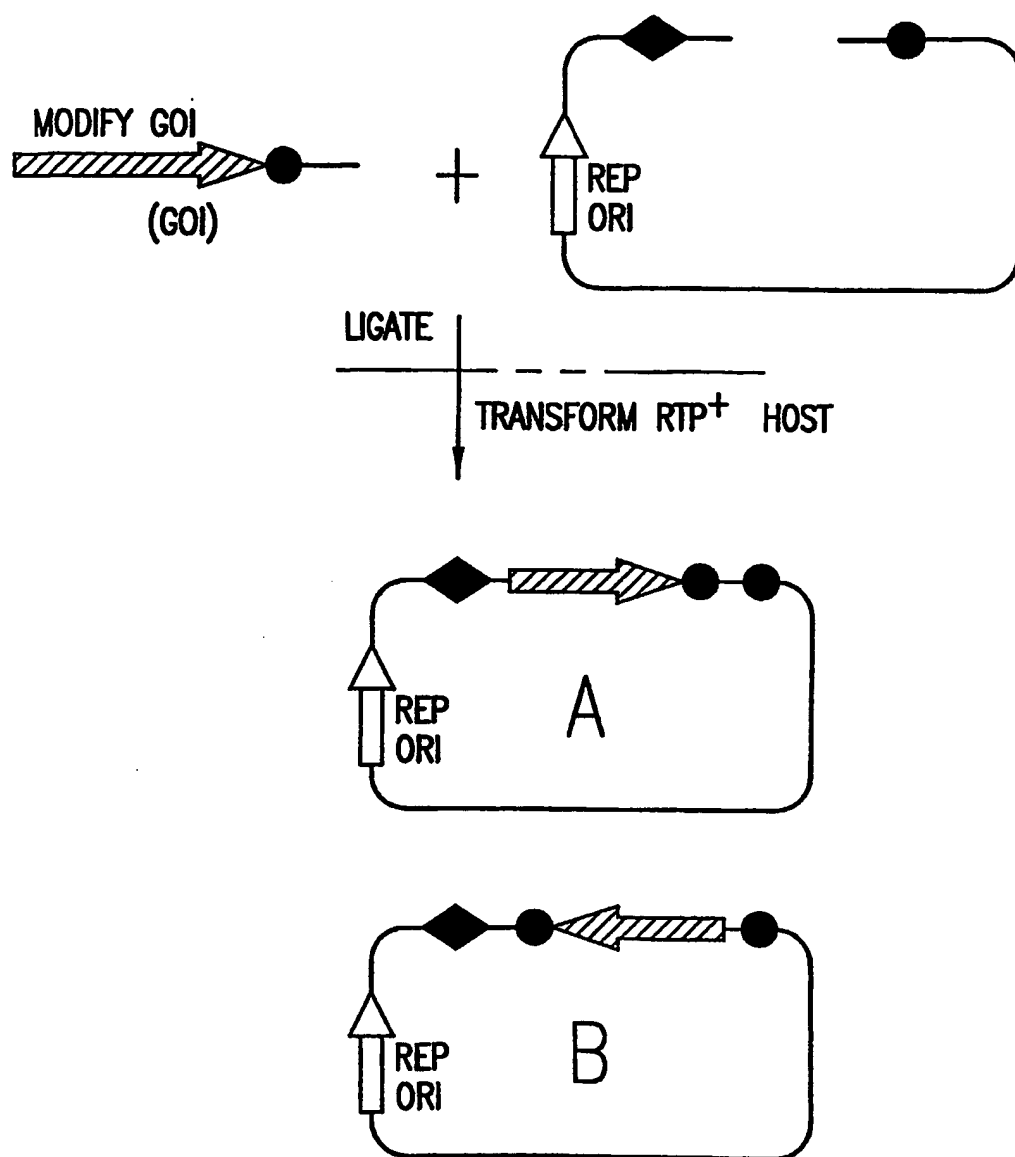 MODIFY GOI
(GOI)
+
REP
ORI
LIGATE
TRANSFORM RTP+ HOST
REP
ORI
A
REP
ORI
B